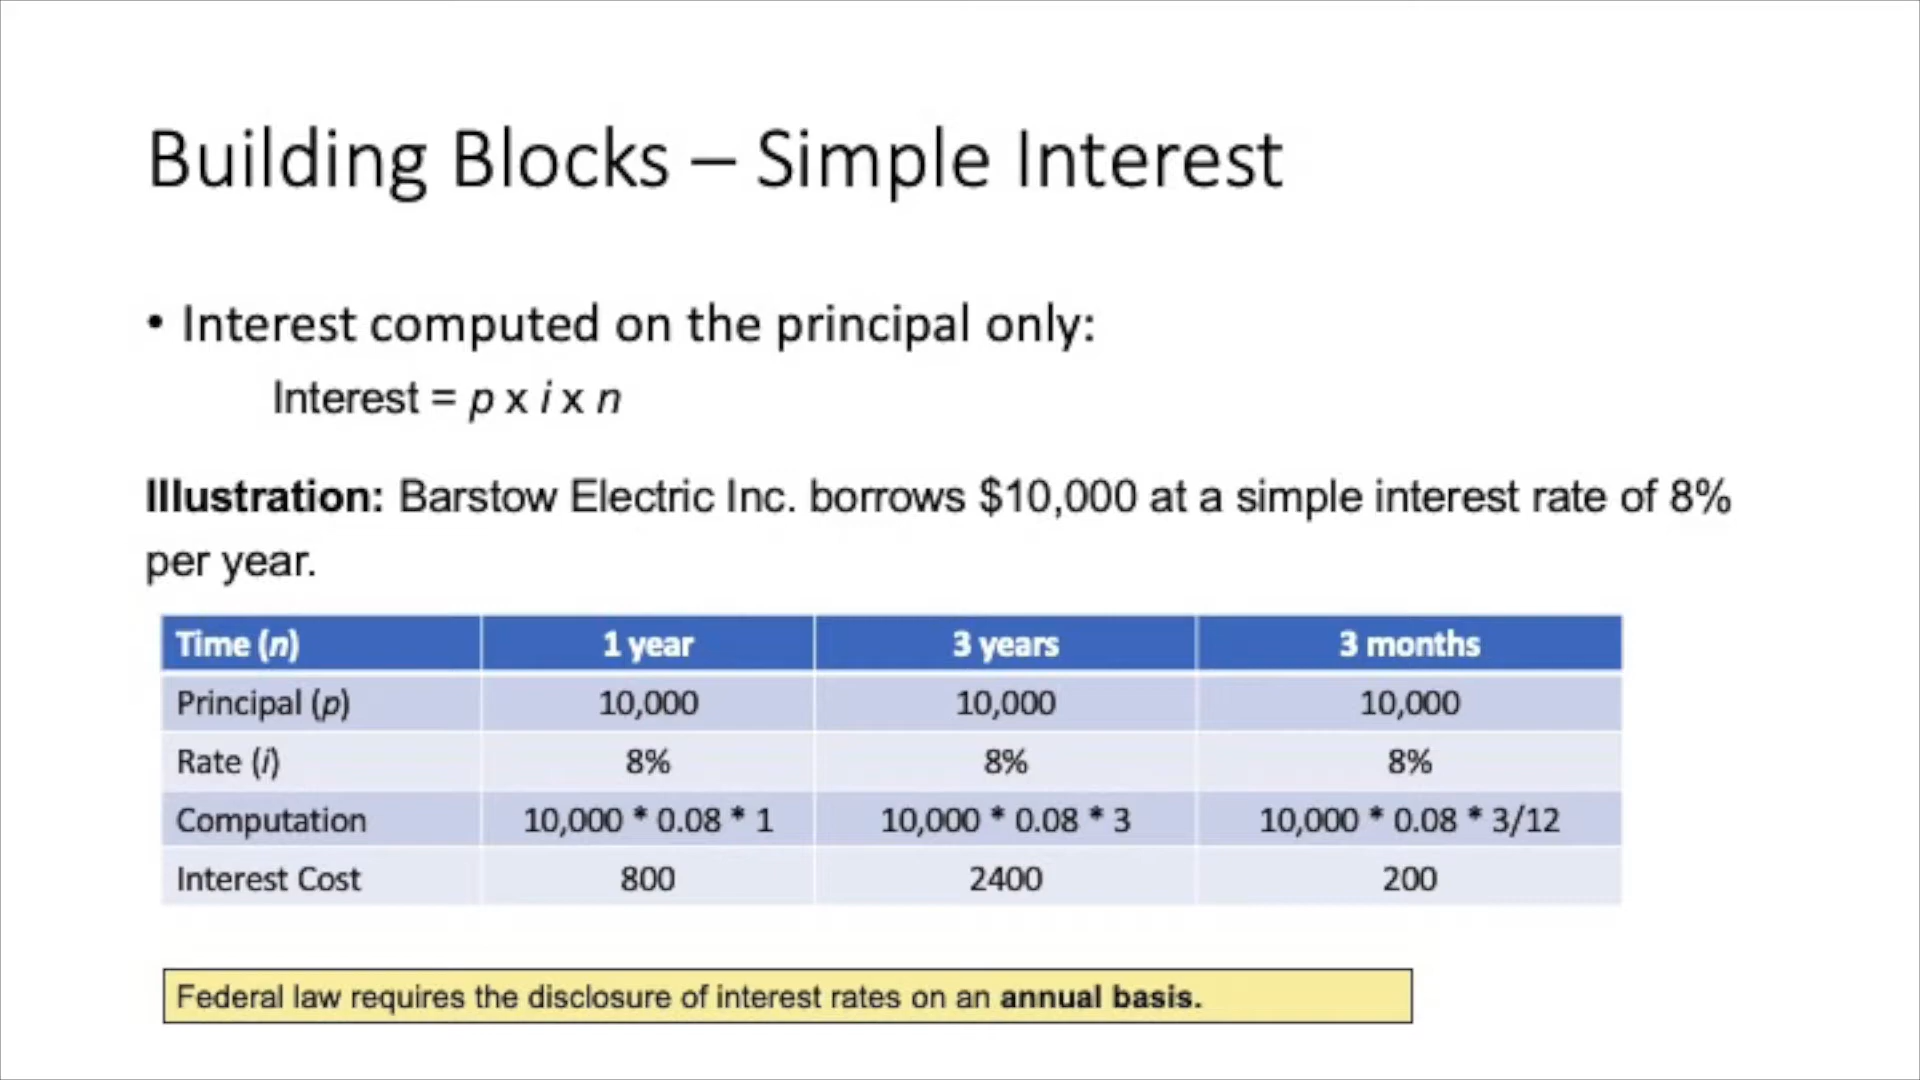 Building Blocks – Simple Interest
• Interest computed on the principal only:
Interest = p x i x n
Illustration: Barstow Electric Inc. borrows $10,000 at a simple interest rate of 8%
per year.
Time (n) 1 year 3 years 3 months
Principal (p) 10,000 10,000 10,000
Rate (i) 8% 8% 8%
Computation 10,000 * 0.08 * 1 10,000 * 0.08 * 3 10,000 * 0.08 * 3/12
Interest Cost 800 2400 200
Federal law requires the disclosure of interest rates on an annual basis.